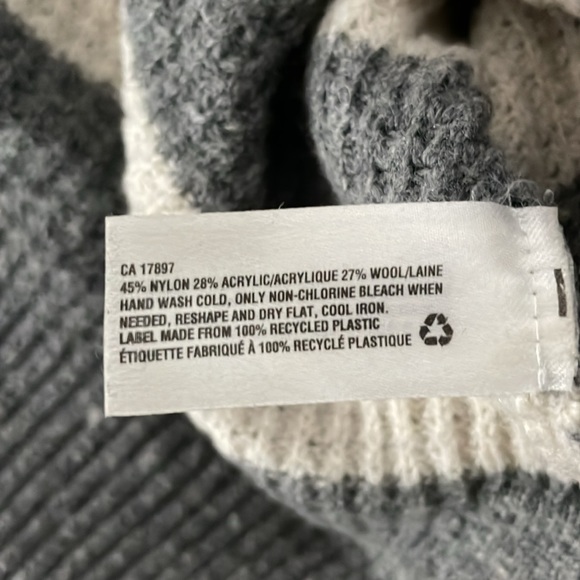 CA 17897
45% NYLON 28% ACRYLIC/ACRYLIQUE 27% WOOL/LAINE
HAND WASH COLD, ONLY NON-CHLORINE BLEACH WHEN
NEEDED, RESHAPE AND DRY FLAT, COOL IRON.
LABEL MADE FROM 100% RECYCLED PLASTIC
ÉTIQUETTE FABRIQUÉ À 100% RECYCLÉ PLASTIQUE